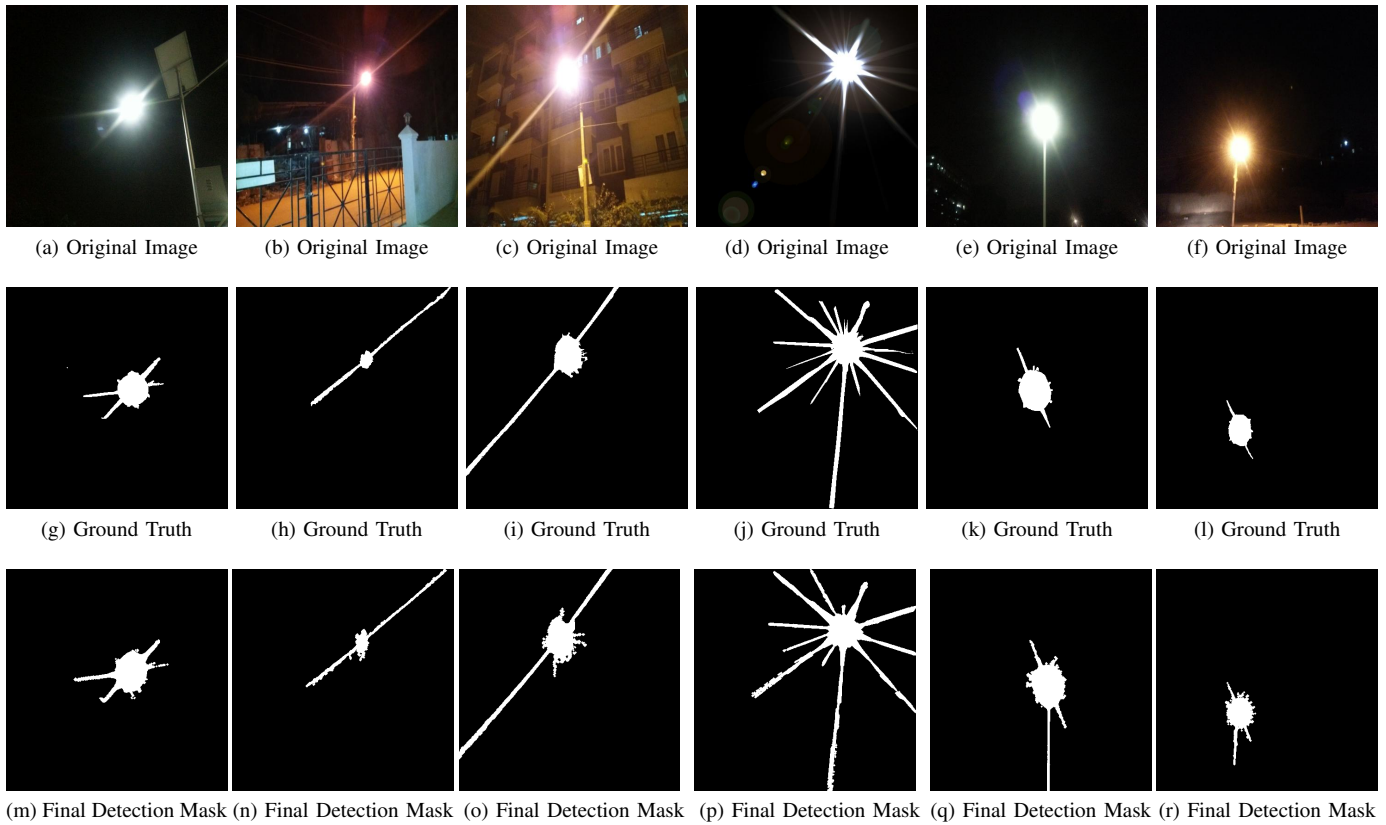 (a) Original Image (b) Original Image (c) Original Image (d) Original Image (e) Original Image (f) Original Image
(g) Ground Truth (h) Ground Truth (i) Ground Truth (j) Ground Truth (k) Ground Truth (l) Ground Truth
(m) Final Detection Mask (n) Final Detection Mask (o) Final Detection Mask (p) Final Detection Mask (q) Final Detection Mask (r) Final Detection Mask